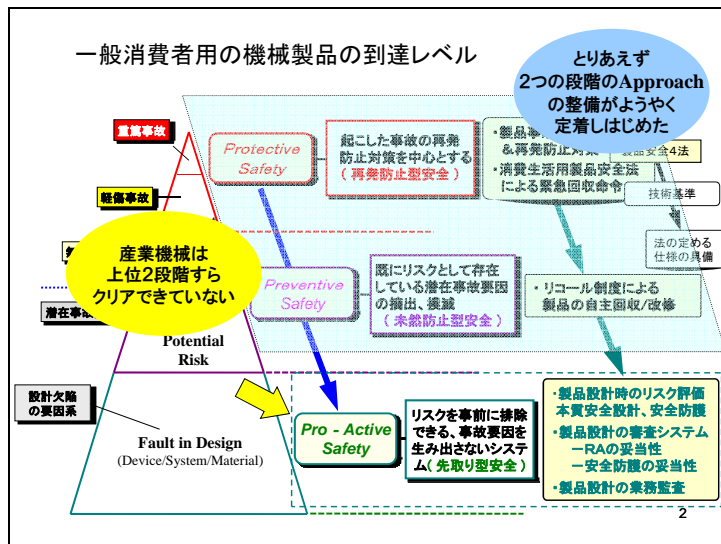 一般消費者用の機械製品の到達レベル
とりあえず
2つの段階のApproach
の整備がようやく
定着しはじめた
重篤事故
軽傷事故
Protective
Safety
起こした事故の再発
防止対策を中心とする
（再発防止型安全）
・製品事
&再発防止対策
・消費生活用製品安全法
による緊急回収命令
製品安全4法
技術基準
法の定める
仕様の具備
産業機械は
上位2段階すら
クリアできていない
潜在事故
Potential
Risk
Preventive
Safety
既にリスクとして存在
している潜在事故要因
の摘出、撲滅
（未然防止型安全）
・リコール制度による
製品の自主回収/改修
設計欠陥
の要因系
Fault in Design
(Device/System/Material)
Pro - Active
Safety
リスクを事前に排除
できる、事故要因を
生み出さないシステ
ム（先取り型安全）
・製品設計時のリスク評価
本質安全設計、安全防護
・製品設計の審査システム
－RAの妥当性
－安全防護の妥当性
・製品設計の業務監査
2